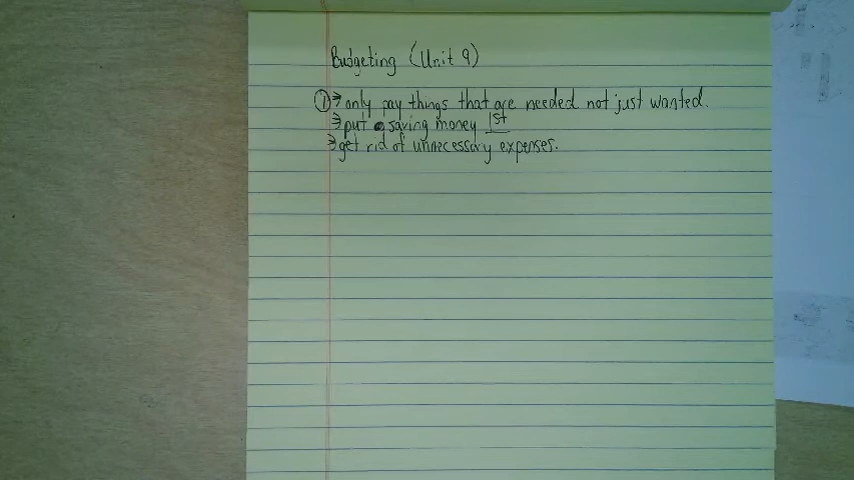 Budgeting (Unit 9)
① → only pay things that are needed not just wanted.
→ put saving money 1st
→ get rid of unnecessary expenses.